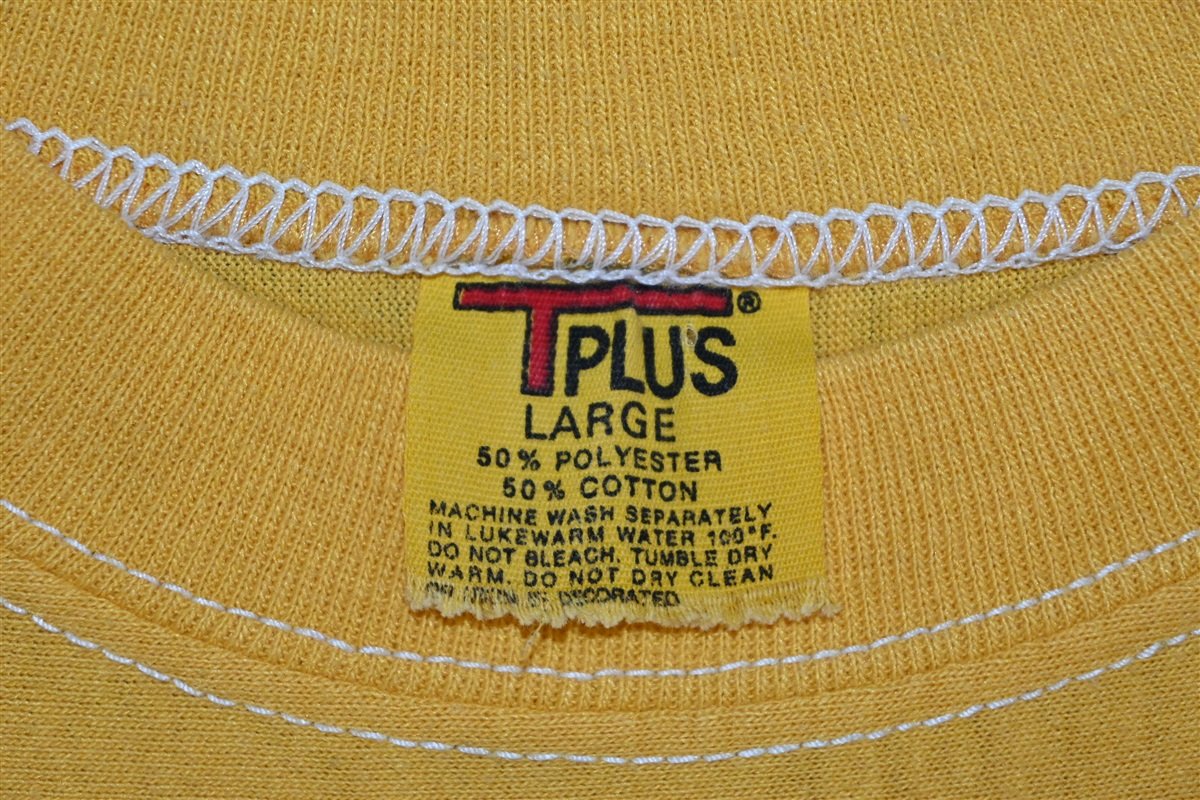 TPLUS®
LARGE
50% POLYESTER
50% COTTON
MACHINE WASH SEPARATELY
IN LUKEWARM WATER 100°F.
DO NOT BLEACH. TUMBLE DRY
WARM. DO NOT DRY CLEAN
DECORATED